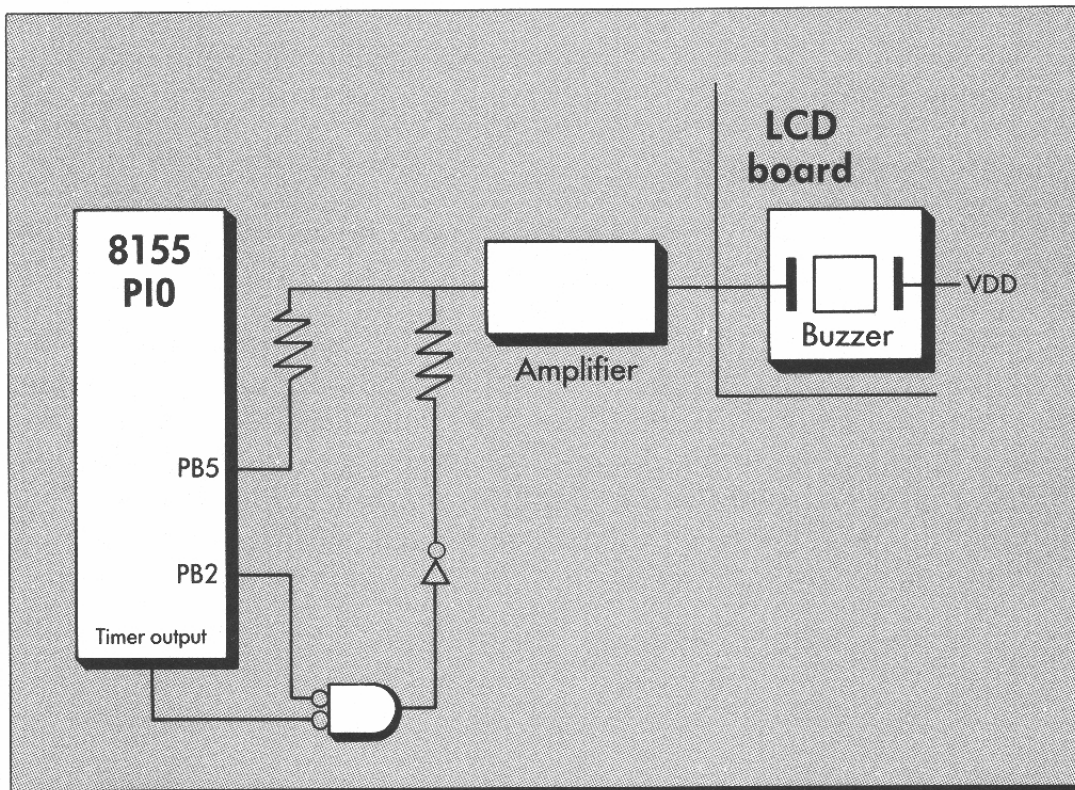 LCD
board
8155
PIO
VDD
Buzzer
Amplifier
PB5
PB2
Timer output